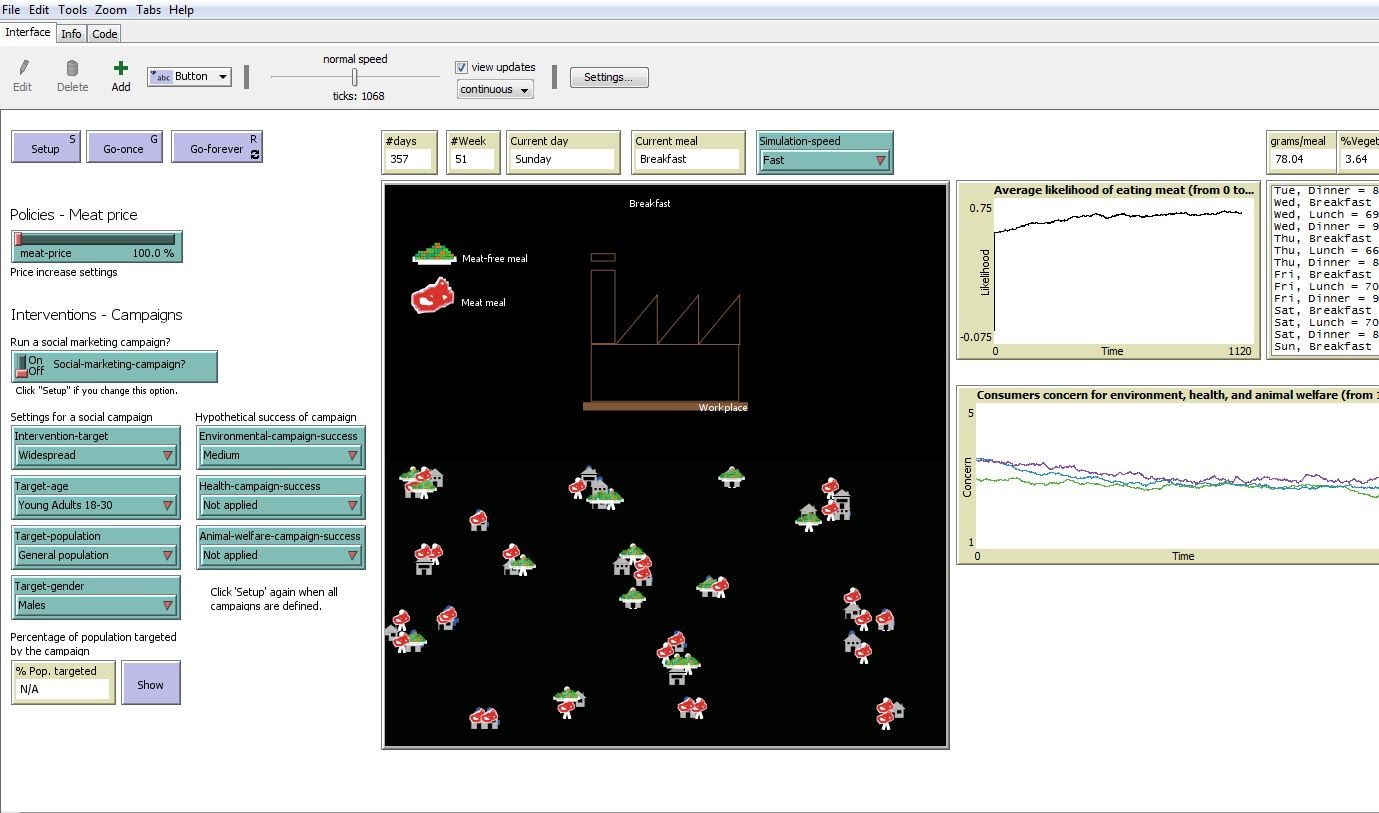 File Edit Tools Zoom Tabs Help
Interface Info Code
Edit Delete Add abc Button
normal speed
ticks: 1068
view updates
continuous
Settings...
S
Setup
G
Go-once
R
Go-forever
#days
357
#Week
51
Current day
Sunday
Current meal
Breakfast
Simulation-speed
Fast
grams/meal
78.04
%Veget
3.64
Policies - Meat price
meat-price 100.0 %
Price increase settings
Interventions - Campaigns
Run a social marketing campaign?
On
Off
Social-marketing-campaign?
Click "Setup" if you change this option.
Settings for a social campaign
Intervention-target
Widespread
Target-age
Young Adults 18-30
Target-population
General population
Target-gender
Males
Hypothetical success of campaign
Environmental-campaign-success
Medium
Health-campaign-success
Not applied
Animal-welfare-campaign-success
Not applied
Click 'Setup' again when all
campaigns are defined.
Percentage of population targeted
by the campaign
% Pop. targeted
N/A
Show
Breakfast
Meat-free meal
Meat meal
Workplace
Average likelihood of eating meat (from 0 to...
0.75
Likelihood
-0.075
0
Time
1120
Tue, Dinner = 8
Wed, Breakfast
Wed, Lunch = 69
Wed, Dinner = 9
Thu, Breakfast
Thu, Lunch = 66
Thu, Dinner = 8
Fri, Breakfast
Fri, Lunch = 70
Fri, Dinner = 9
Sat, Breakfast
Sat, Lunch = 70
Sat, Dinner = 8
Sun, Breakfast
Consumers concern for environment, health, and animal welfare (from 1
5
Concern
1
0
Time